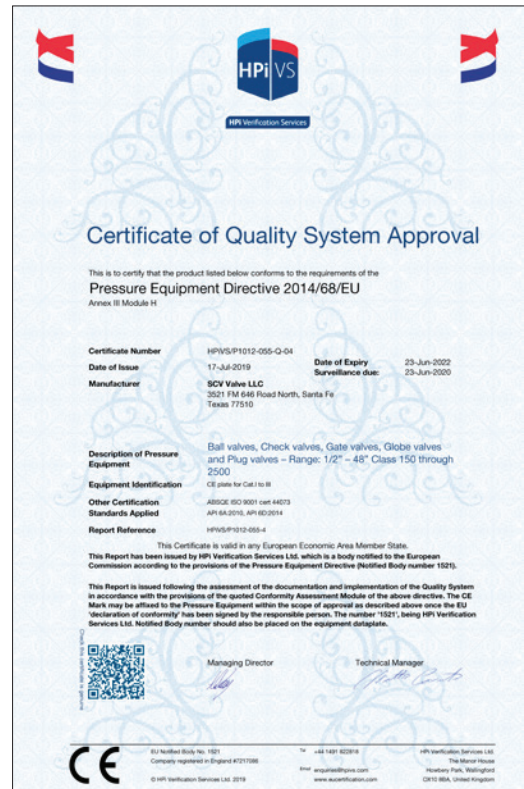 HPi VS
HPi Verification Services
Certificate of Quality System Approval
This is to certify that the product listed below conforms to the requirements of the
Pressure Equipment Directive 2014/68/EU
Annex III Module H
Certificate Number HPiVS/P1012-055-Q-04
Date of Issue 17-Jul-2019 Date of Expiry 23-Jun-2022
Surveillance due: 23-Jun-2020
Manufacturer SCV Valve LLC
3521 FM 646 Road North, Santa Fe
Texas 77510
Description of Pressure Equipment Ball valves, Check valves, Gate valves, Globe valves
and Plug valves – Range: 1/2" – 48" Class 150 through
2500
Equipment Identification CE plate for Cat.I to III
Other Certification ABSQE ISO 9001 cert 44073
Standards Applied API 6A:2010, API 6D:2014
Report Reference HPiVS/P1012-055-4
This Certificate is valid in any European Economic Area Member State.
This Report has been issued by HPi Verification Services Ltd. which is a body notified to the European
Commission according to the provisions of the Pressure Equipment Directive (Notified Body number 1521).
This Report is issued following the assessment of the documentation and implementation of the Quality System
in accordance with the provisions of the quoted Conformity Assessment Module of the above directive. The CE
Mark may be affixed to the Pressure Equipment within the scope of approval as described above once the EU
'declaration of conformity' has been signed by the responsible person. The number '1521', being HPi Verification
Services Ltd. Notified Body number should also be placed on the equipment dataplate.
Check this certificate is genuine
Managing Director Technical Manager
CE
EU Notified Body No. 1521
Company registered in England #7217086
© HPi Verification Services Ltd. 2019
Tel +44 1491 822818
Email enquiries@hpivs.com
www.eucertification.com
HPi Verification Services Ltd.
The Manor House
Howbery Park, Wallingford
OX10 8BA, United Kingdom